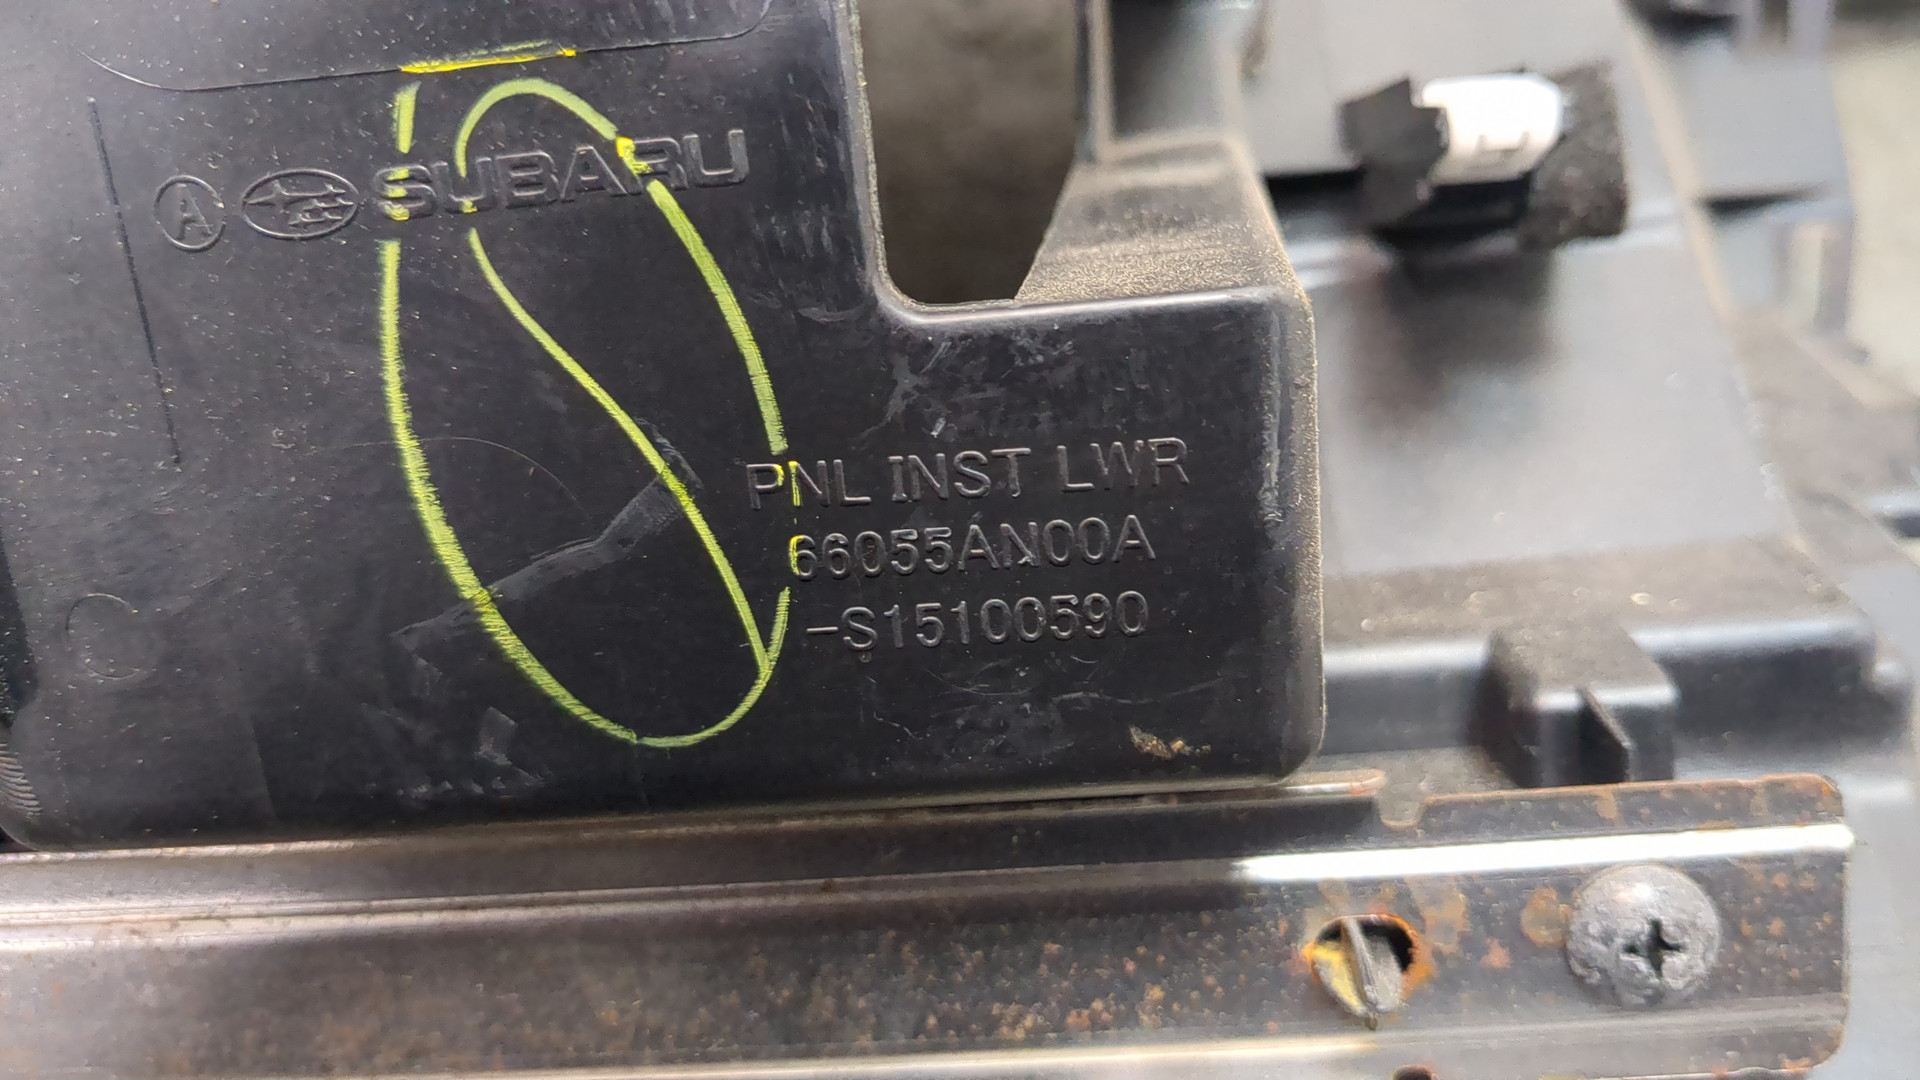 A SUBARU
PNL INST LWR
66055AN00A
-S15100590